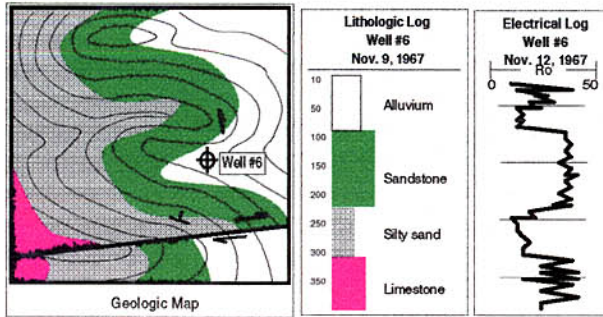 Well #6
Geologic Map
Lithologic Log
Well #6
Nov. 9, 1967
10
50
100
150
200
250
300
350
Alluvium
Sandstone
Silty sand
Limestone
Electrical Log
Well #6
Nov. 12, 1967
Ro
0
50